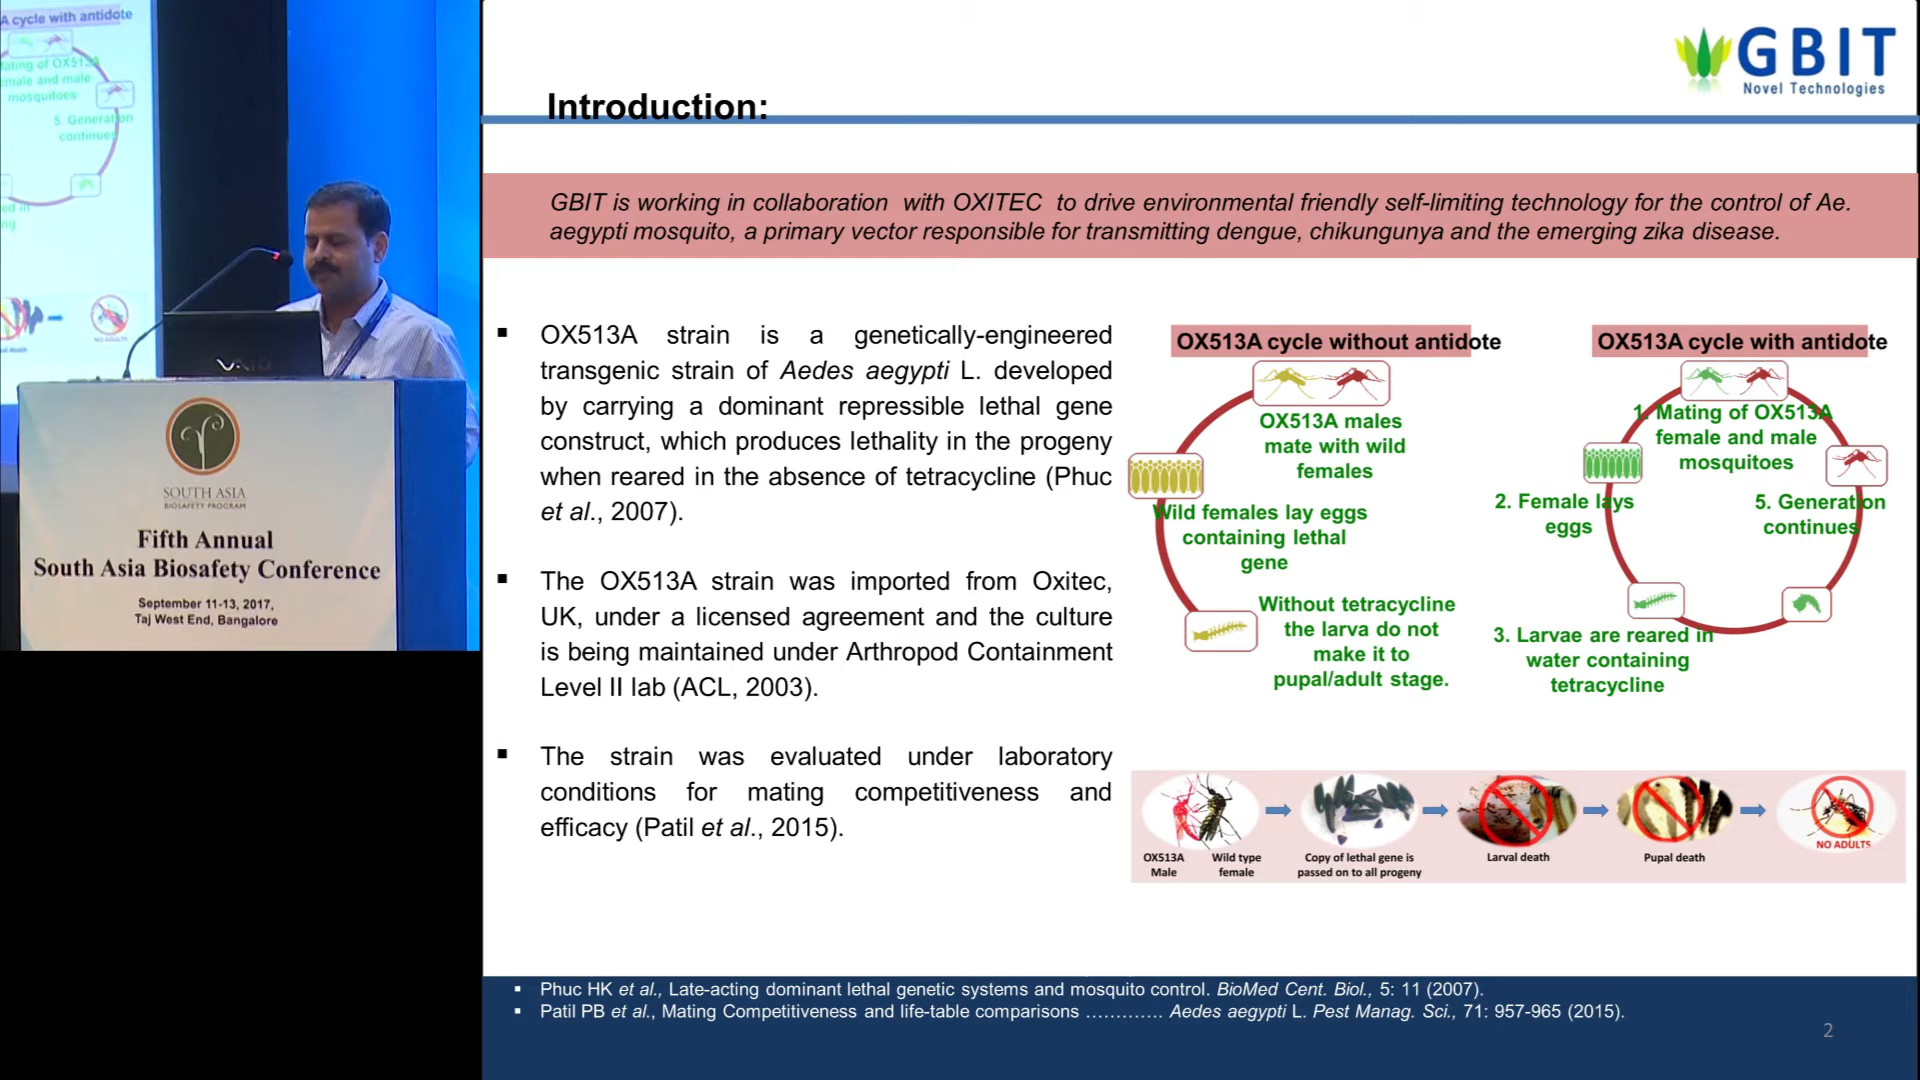 A cycle with antidote
ating of OX513A
emale and male
mosquitoes
5. Generation
continues
ed in
ng
NO ADULTS
VAIO
SOUTH ASIA
BIOSAFETY PROGRAM
Fifth Annual
South Asia Biosafety Conference
September 11-13, 2017,
Taj West End, Bangalore
GBIT
Novel Technologies
Introduction:
GBIT is working in collaboration with OXITEC to drive environmental friendly self-limiting technology for the control of Ae.
aegypti mosquito, a primary vector responsible for transmitting dengue, chikungunya and the emerging zika disease.
▪ OX513A strain is a genetically-engineered
transgenic strain of Aedes aegypti L. developed
by carrying a dominant repressible lethal gene
construct, which produces lethality in the progeny
when reared in the absence of tetracycline (Phuc
et al., 2007).
▪ The OX513A strain was imported from Oxitec,
UK, under a licensed agreement and the culture
is being maintained under Arthropod Containment
Level II lab (ACL, 2003).
▪ The strain was evaluated under laboratory
conditions for mating competitiveness and
efficacy (Patil et al., 2015).
OX513A cycle without antidote
OX513A males
mate with wild
females
Wild females lay eggs
containing lethal
gene
Without tetracycline
the larva do not
make it to
pupal/adult stage.
OX513A cycle with antidote
1. Mating of OX513A
female and male
mosquitoes
2. Female lays
eggs
5. Generation
continues
3. Larvae are reared in
water containing
tetracycline
OX513A
Male
Wild type
female
Copy of lethal gene is
passed on to all progeny
Larval death
Pupal death
NO ADULTS
▪ Phuc HK et al., Late-acting dominant lethal genetic systems and mosquito control. BioMed Cent. Biol., 5: 11 (2007).
▪ Patil PB et al., Mating Competitiveness and life-table comparisons …………. Aedes aegypti L. Pest Manag. Sci., 71: 957-965 (2015).
2